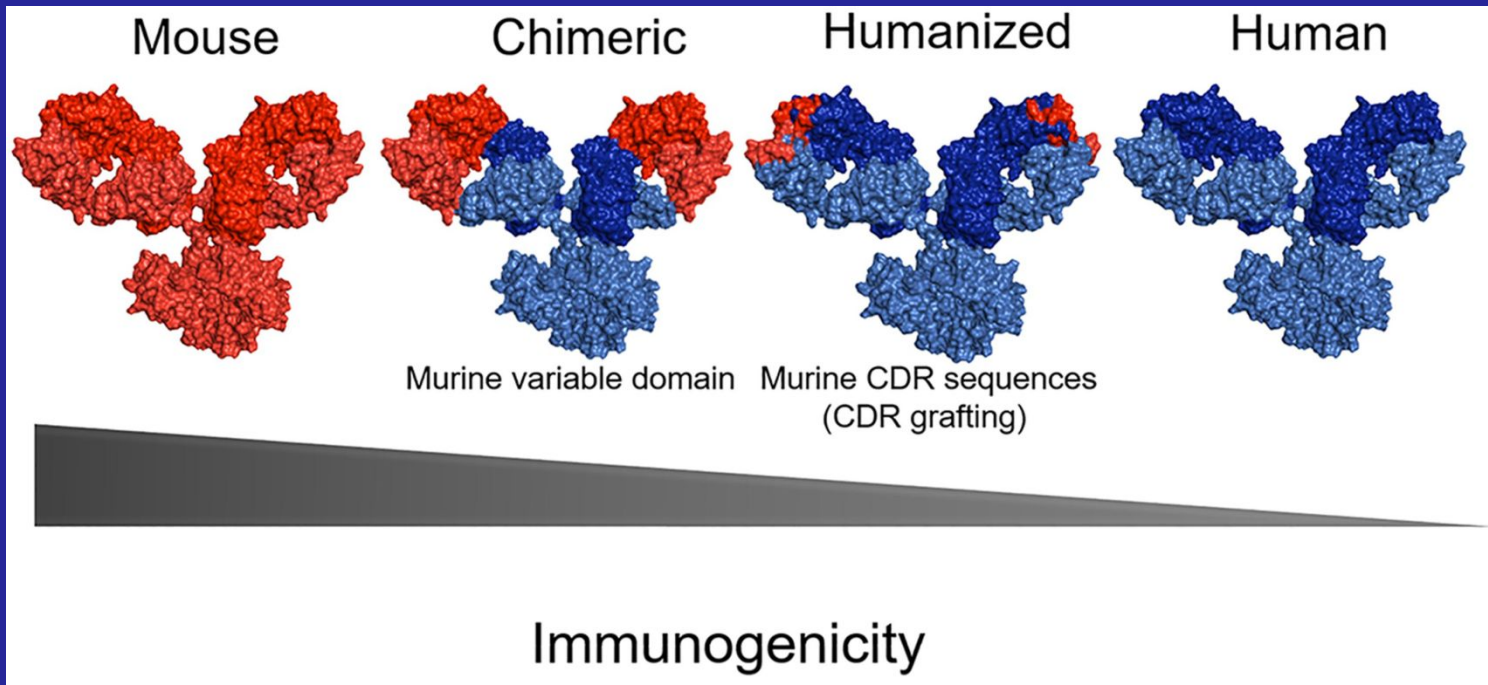 Mouse Chimeric Humanized Human
Murine variable domain Murine CDR sequences
(CDR grafting)
Immunogenicity